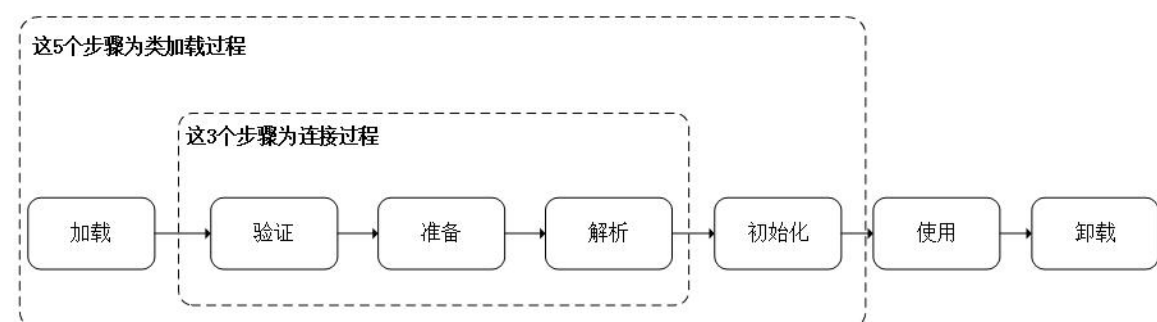 这5个步骤为类加载过程
这3个步骤为连接过程
加载
验证
准备
解析
初始化
使用
卸载